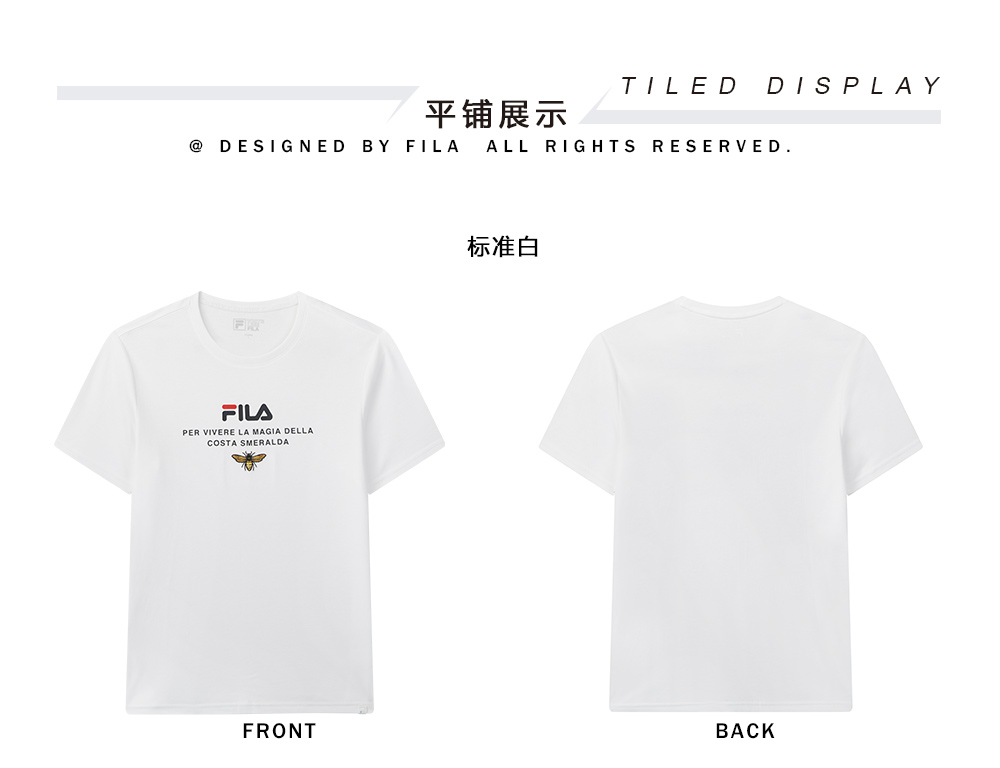 TILED DISPLAY
平铺展示
@ DESIGNED BY FILA ALL RIGHTS RESERVED.
标准白
FILA
PER VIVERE LA MAGIA DELLA
COSTA SMERALDA
FRONT
BACK